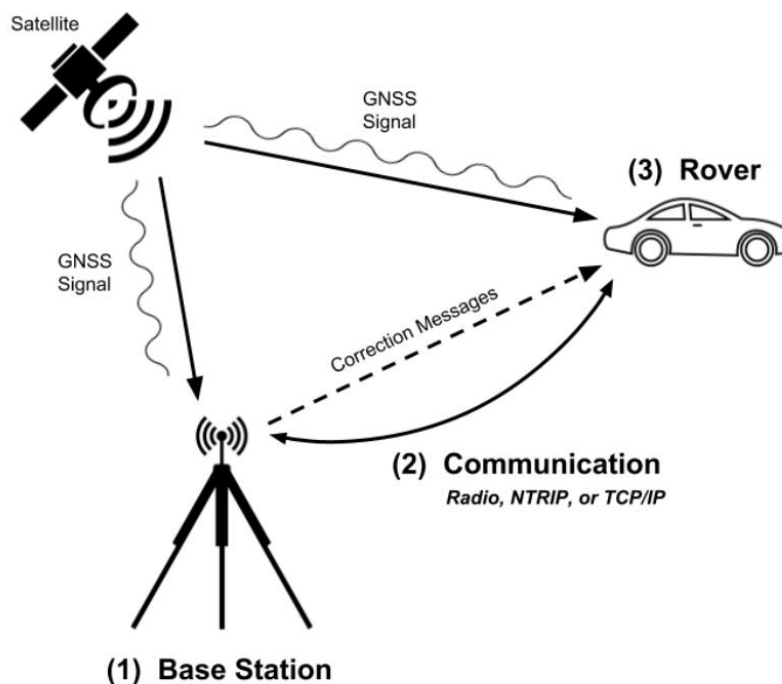 Satellite
GNSS
Signal
(3) Rover
GNSS
Signal
Correction Messages
(2) Communication
Radio, NTRIP, or TCP/IP
(1) Base Station